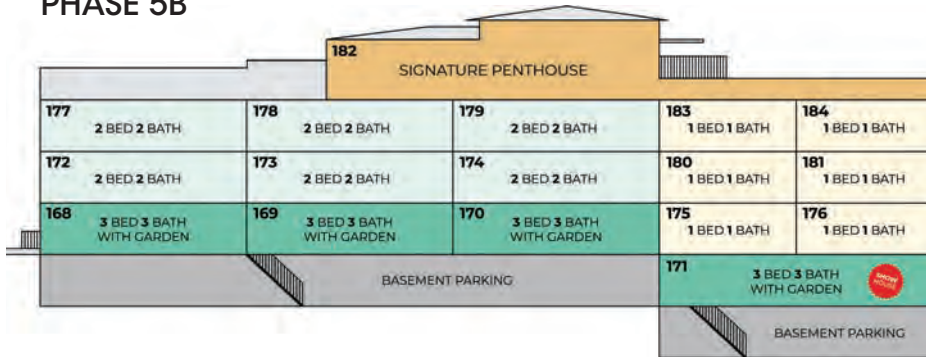 PHASE 5B
182
SIGNATURE PENTHOUSE
177
2 BED 2 BATH
178
2 BED 2 BATH
179
2 BED 2 BATH
183
1 BED 1 BATH
184
1 BED 1 BATH
172
2 BED 2 BATH
173
2 BED 2 BATH
174
2 BED 2 BATH
180
1 BED 1 BATH
181
1 BED 1 BATH
168
3 BED 3 BATH
WITH GARDEN
169
3 BED 3 BATH
WITH GARDEN
170
3 BED 3 BATH
WITH GARDEN
175
1 BED 1 BATH
176
1 BED 1 BATH
BASEMENT PARKING
171
3 BED 3 BATH
WITH GARDEN
SHOW
HOUSE
BASEMENT PARKING